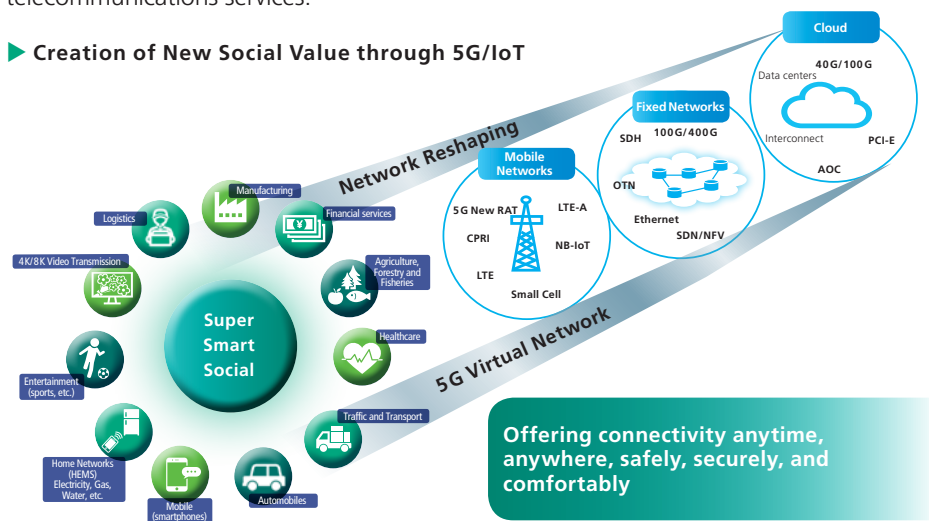 telecommunications services.
Creation of New Social Value through 5G/IoT
Cloud
40G/100G
Data centers
Interconnect
PCI-E
AOC
Fixed Networks
SDH
100G/400G
OTN
Ethernet
SDN/NFV
Network Reshaping
Mobile
Networks
5G New RAT
LTE-A
CPRI
NB-IoT
LTE
Small Cell
5G Virtual Network
Manufacturing
Logistics
Financial services
4K/8K Video Transmission
Agriculture,
Forestry and
Fisheries
Super
Smart
Social
Healthcare
Entertainment
(sports, etc.)
Traffic and Transport
Home Networks
(HEMS)
Electricity, Gas,
Water, etc.
Mobile
(smartphones)
Automobiles
¥
Offering connectivity anytime,
anywhere, safely, securely, and
comfortably